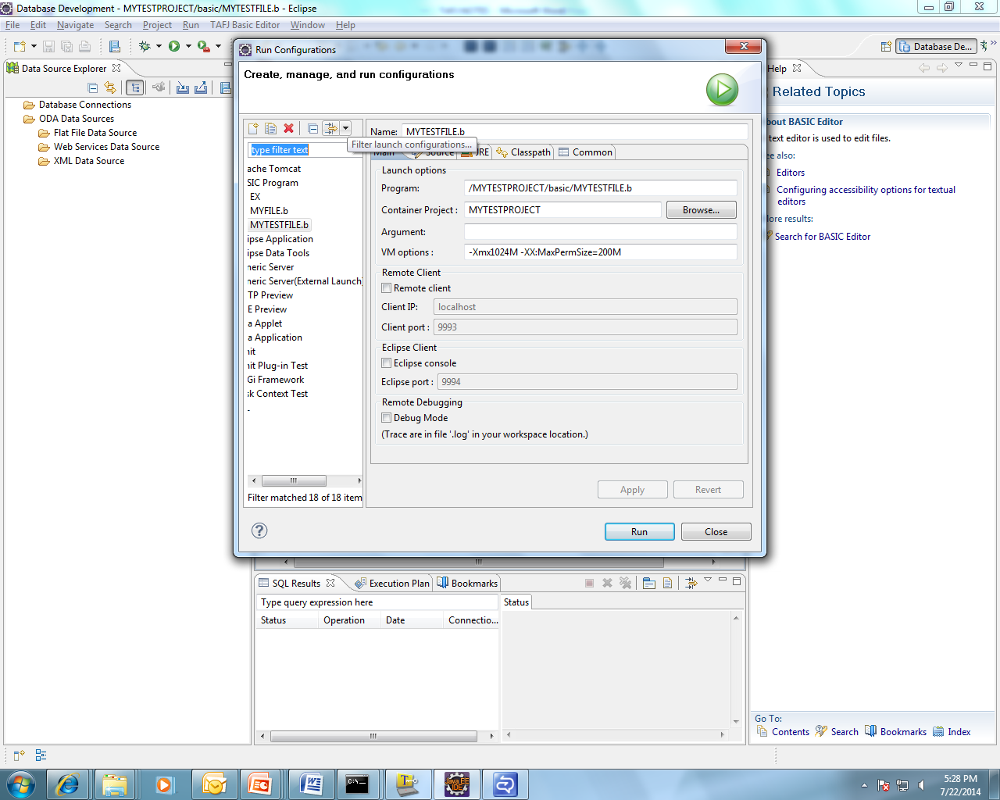 Database Development - MYTESTPROJECT/basic/MYTESTFILE.b - Eclipse
File Edit Navigate Search Project Run TAFJ Basic Editor Window Help
Database De...
Data Source Explorer
Database Connections
ODA Data Sources
Flat File Data Source
Web Services Data Source
XML Data Source
Run Configurations
Create, manage, and run configurations
type filter text
Filter launch configurations...
ache Tomcat
SIC Program
EX
MYFILE.b
MYTESTFILE.b
ipse Application
ipse Data Tools
neric Server
neric Server(External Launch)
TP Preview
E Preview
a Applet
a Application
nit
nit Plug-in Test
Gi Framework
sk Context Test
Filter matched 18 of 18 item
Name: MYTESTFILE.b
Main Source JRE Classpath Common
Launch options
Program: /MYTESTPROJECT/basic/MYTESTFILE.b
Container Project : MYTESTPROJECT Browse...
Argument:
VM options : -Xmx1024M -XX:MaxPermSize=200M
Remote Client
Remote client
Client IP: localhost
Client port : 9993
Eclipse Client
Eclipse console
Eclipse port : 9994
Remote Debugging
Debug Mode
(Trace are in file '.log' in your workspace location.)
Apply Revert
Run Close
Help
Related Topics
bout BASIC Editor
text editor is used to edit files.
ee also:
Editors
Configuring accessibility options for textual
editors
ore results:
Search for BASIC Editor
Go To:
Contents Search Bookmarks Index
SQL Results Execution Plan Bookmarks
Type query expression here
Status Operation Date Connectio...
Status
5:28 PM
7/22/2014